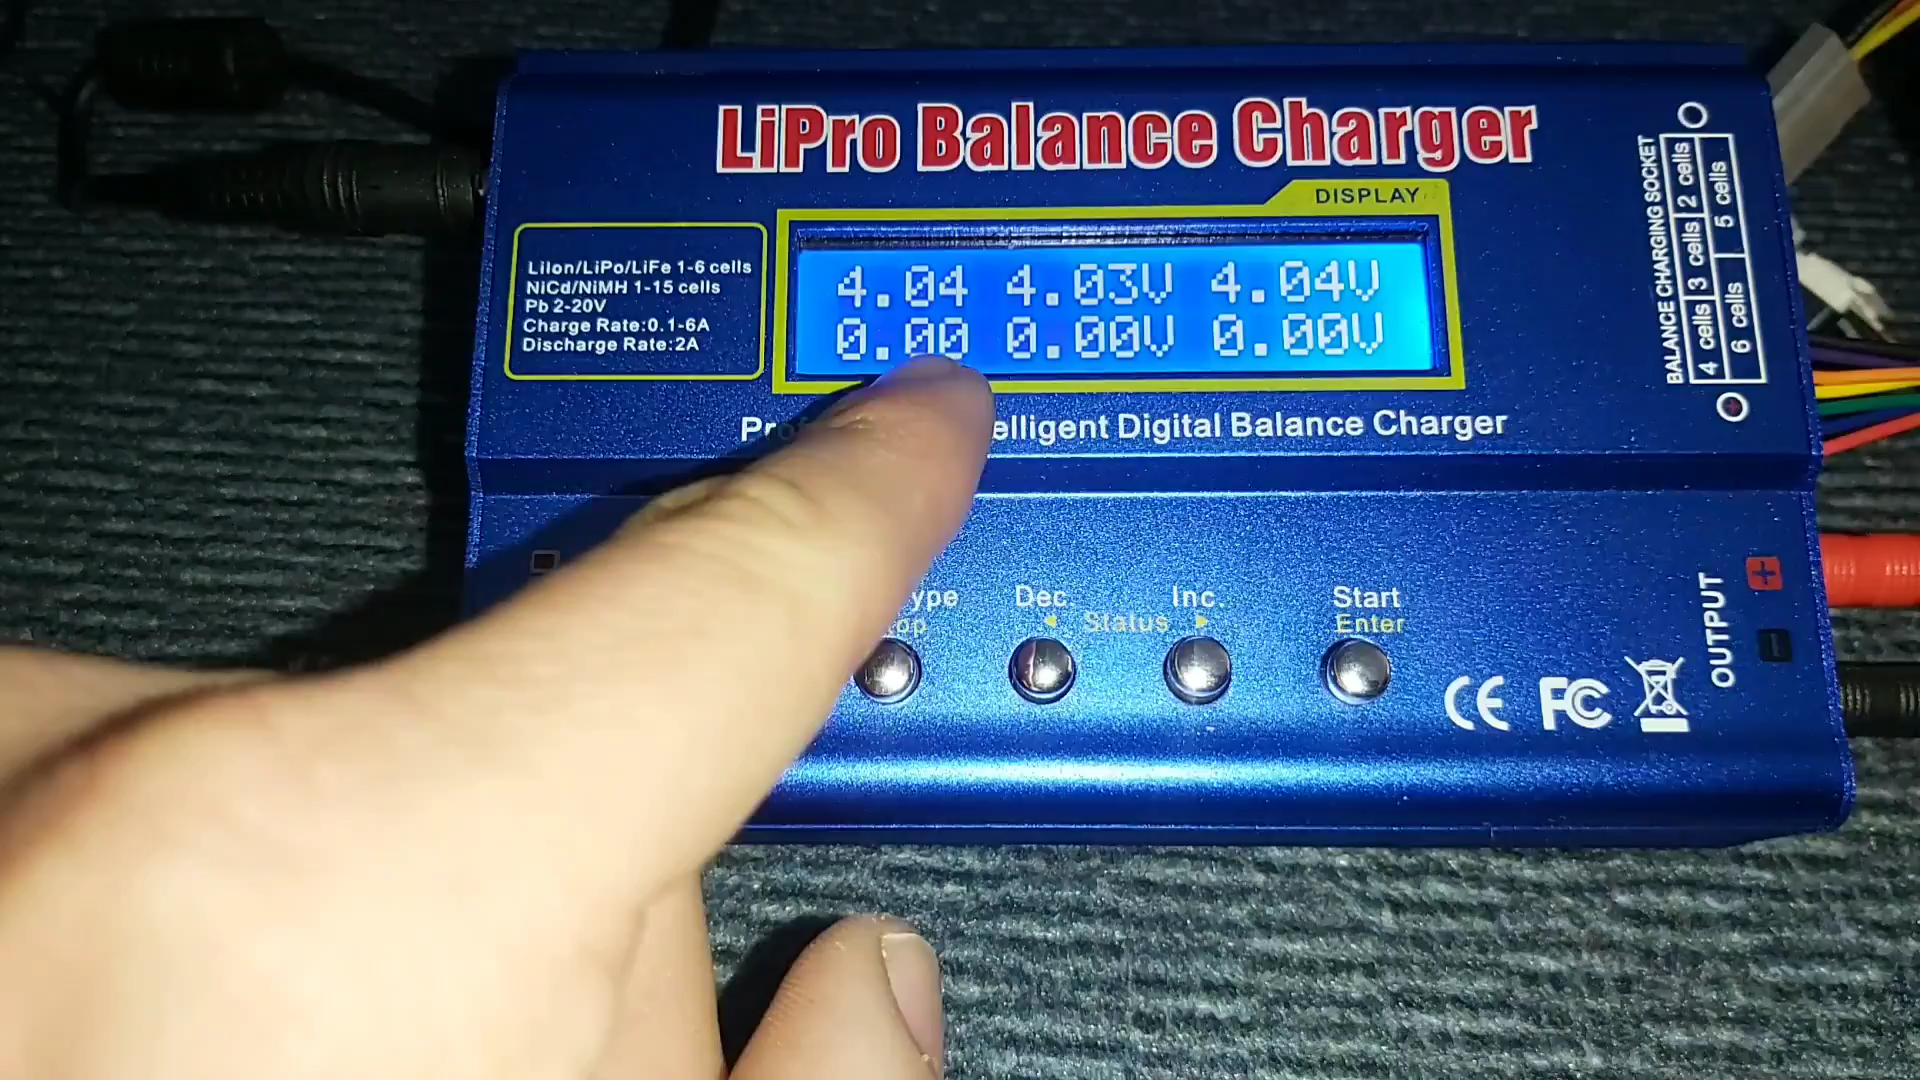 LiPro Balance Charger
DISPLAY
LiIon/LiPo/LiFe 1-6 cells
NiCd/NiMH 1-15 cells
Pb 2-20V
Charge Rate:0.1-6A
Discharge Rate:2A
4.04 4.03V 4.04V
0.00 0.00V 0.00V
Digital Balance Charger
Dec. Inc. Start
Status Enter
CE FC
OUTPUT
+
-
BALANCE CHARGING SOCKET
4 cells 3 cells 2 cells
6 cells 5 cells